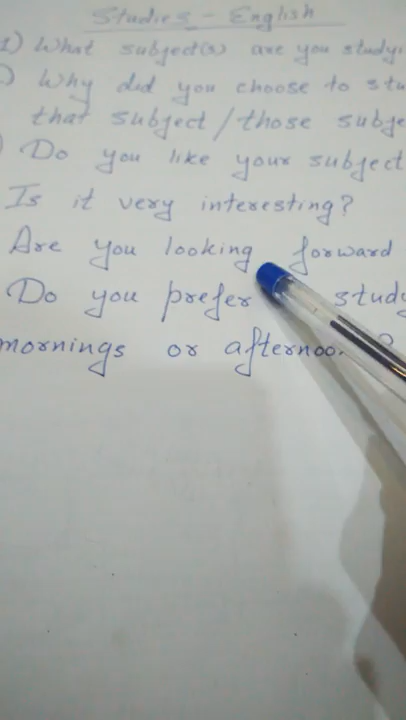 Studies - English
1) What subject(s) are you study
Why did you choose to stu
that subject / those subje
Do you like your subject
Is it very interesting?
Are you looking forward
Do you prefer study
mornings or afternoo ?